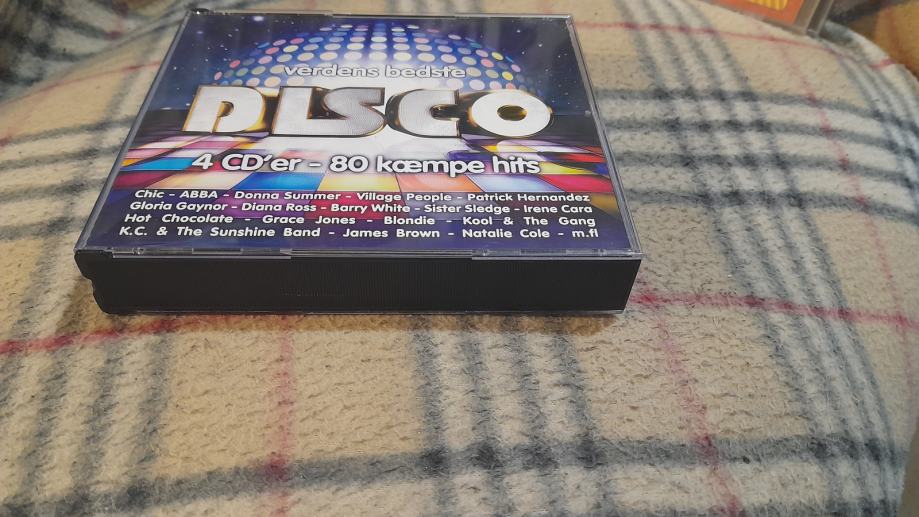 verdens bedste
DISCO
4 CD'er - 80 kæmpe hits
Chic - ABBA - Donna Summer - Village People - Patrick Hernandez
Gloria Gaynor - Diana Ross - Barry White - Sister Sledge - Irene Cara
Hot Chocolate - Grace Jones - Blondie - Kool & The Gang
K.C. & The Sunshine Band - James Brown - Natalie Cole - m.fl